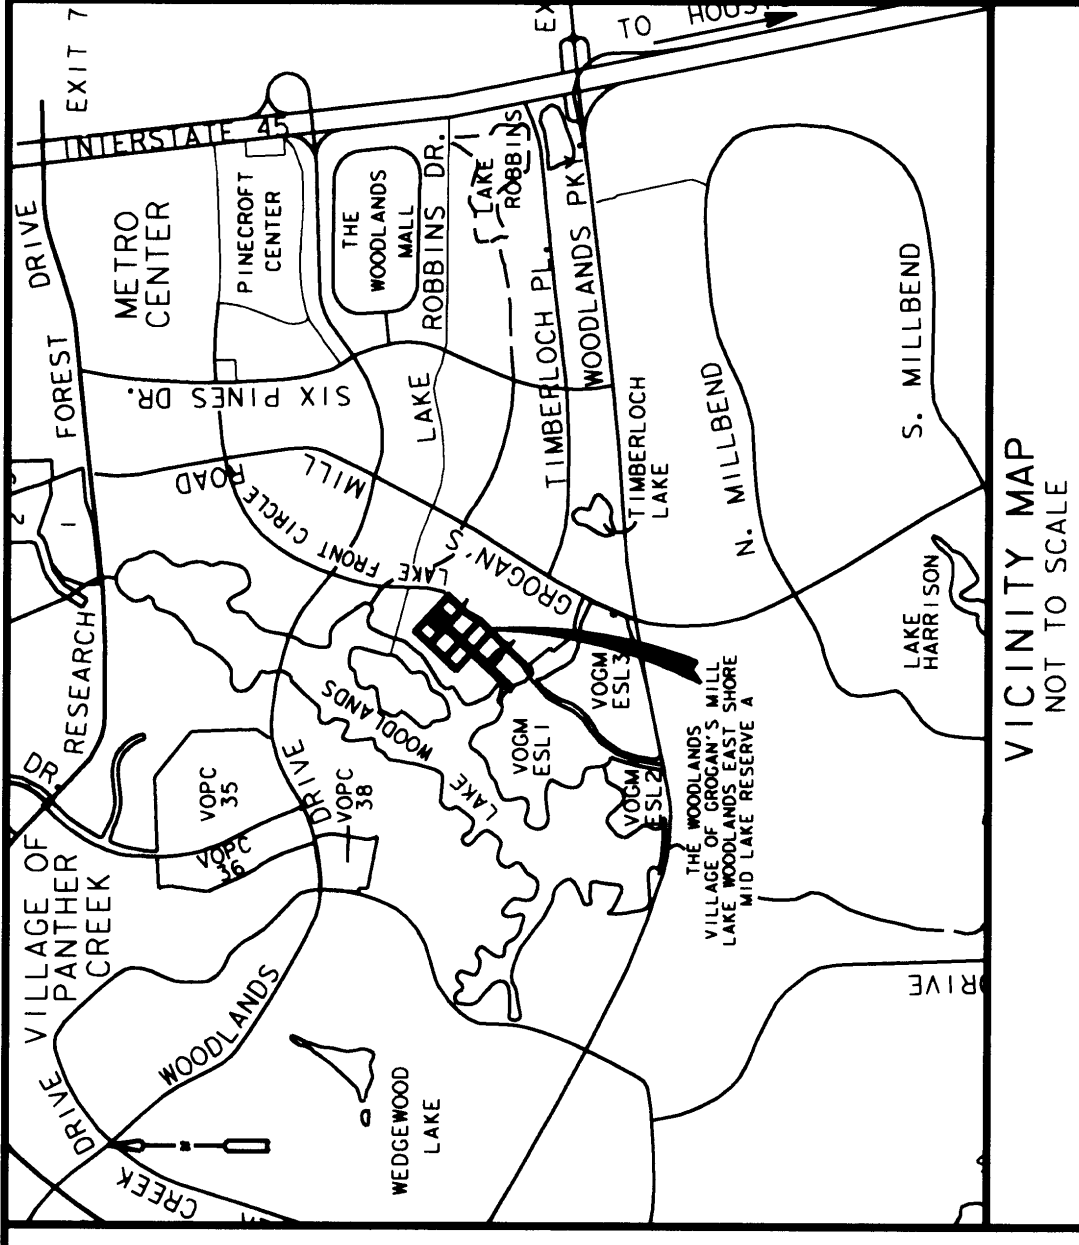 EXIT 7
TO HOUS
EX
INTERSTATE 45
FOREST DRIVE
METRO
CENTER
PINECROFT
CENTER
THE
WOODLANDS
MALL
LAKE ROBBINS DR.
LAKE
ROBBINS
TIMBERLOCH PL.
WOODLANDS PK
SIX PINES DR.
GROGAN'S MILL ROAD
LAKE FRONT CIRCLE
N. MILLBEND
S. MILLBEND
TIMBERLOCH
LAKE
LAKE
HARRISON
2
1
RESEARCH
DR.
LAKE WOODLANDS
VOGM
ESL1
VOGM
ESL3
VOGM
ESL2
VOPC
35
VOPC
36
VOPC
38
THE WOODLANDS
VILLAGE OF GROGAN'S MILL
LAKE WOODLANDS EAST SHORE
MID LAKE RESERVE A
VILLAGE OF
PANTHER
CREEK
WOODLANDS DRIVE
CREEK DRIVE
WEDGEWOOD
LAKE
DRIVE
VICINITY MAP
NOT TO SCALE